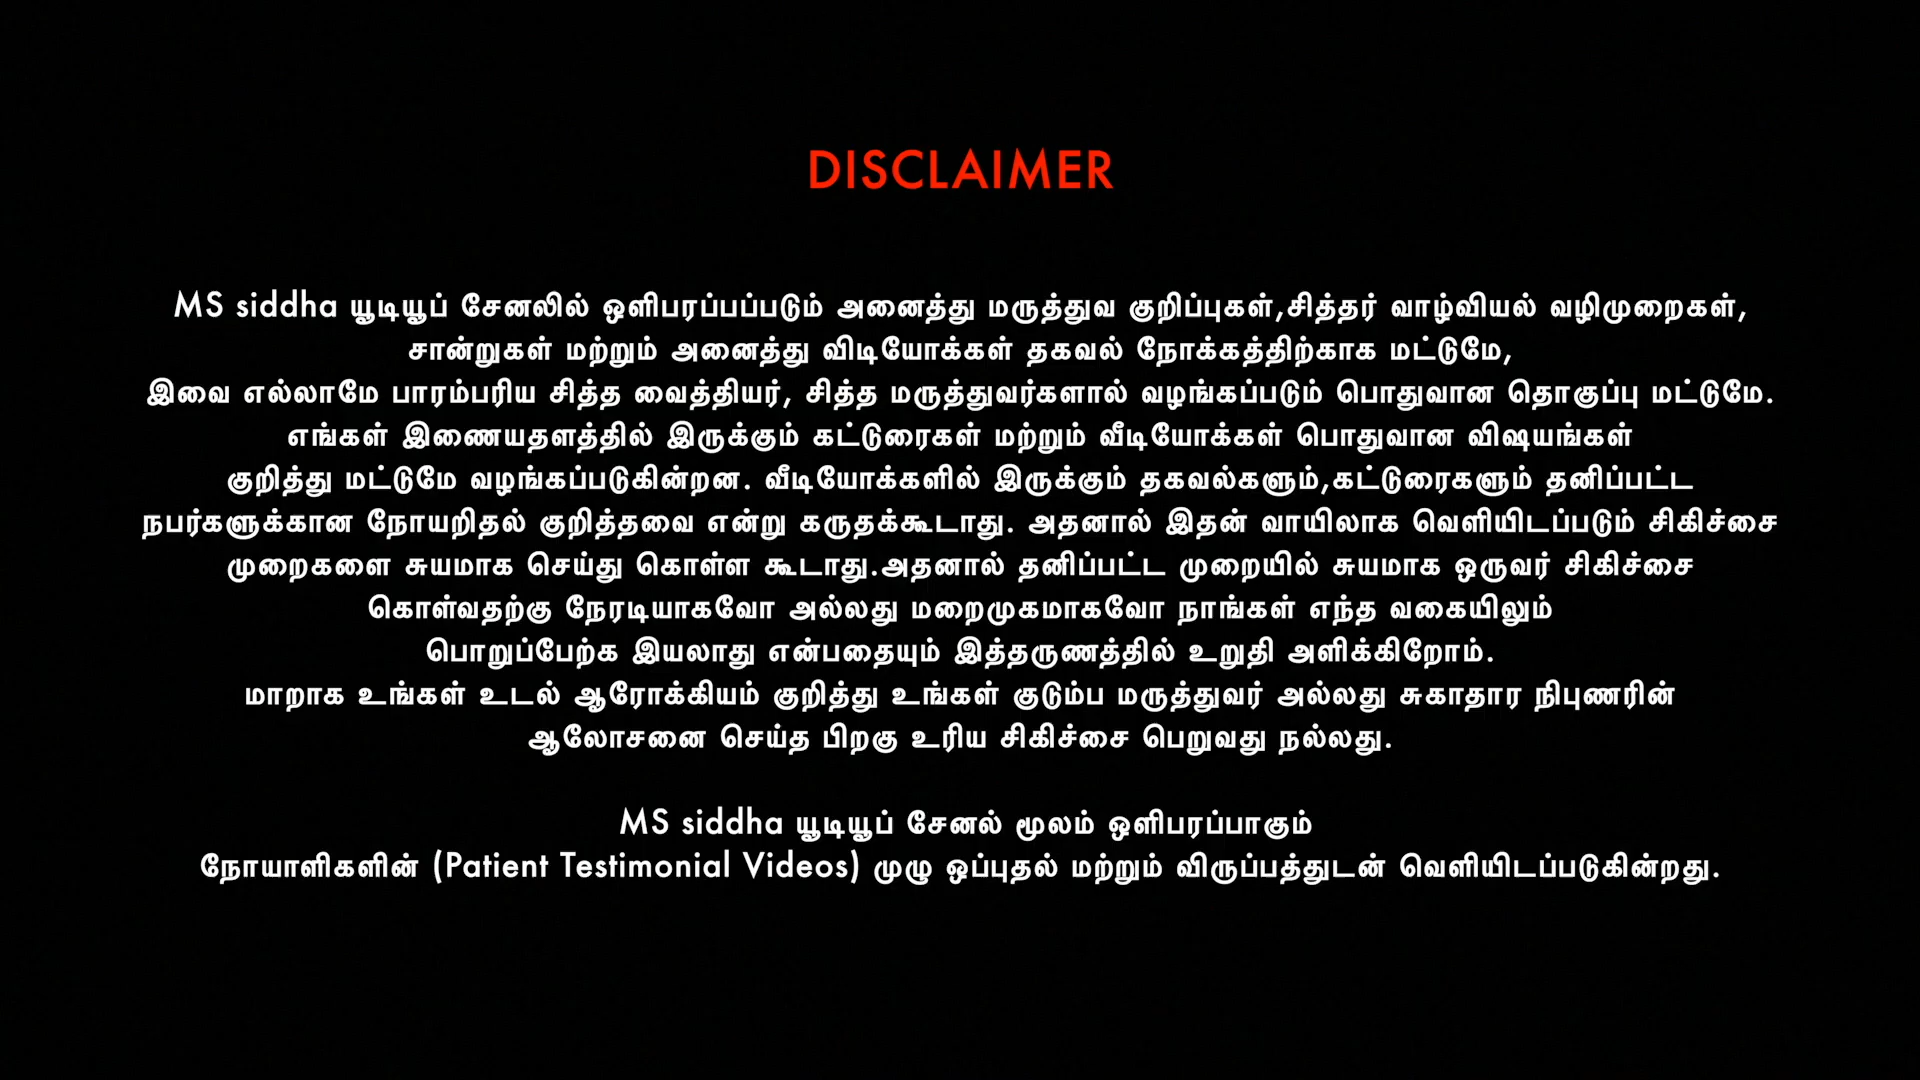 DISCLAIMER
MS siddha யூடியூப் சேனலில் ஒளிபரப்பப்படும் அனைத்து மருத்துவ குறிப்புகள்,சித்தர் வாழ்வியல் வழிமுறைகள்,
சான்றுகள் மற்றும் அனைத்து விடியோக்கள் தகவல் நோக்கத்திற்காக மட்டுமே,
இவை எல்லாமே பாரம்பரிய சித்த வைத்தியர், சித்த மருத்துவர்களால் வழங்கப்படும் பொதுவான தொகுப்பு மட்டுமே.
எங்கள் இணையதளத்தில் இருக்கும் கட்டுரைகள் மற்றும் வீடியோக்கள் பொதுவான விஷயங்கள்
குறித்து மட்டுமே வழங்கப்படுகின்றன. வீடியோக்களில் இருக்கும் தகவல்களும்,கட்டுரைகளும் தனிப்பட்ட
நபர்களுக்கான நோயறிதல் குறித்தவை என்று கருதக்கூடாது. அதனால் இதன் வாயிலாக வெளியிடப்படும் சிகிச்சை
முறைகளை சுயமாக செய்து கொள்ள கூடாது.அதனால் தனிப்பட்ட முறையில் சுயமாக ஒருவர் சிகிச்சை
கொள்வதற்கு நேரடியாகவோ அல்லது மறைமுகமாகவோ நாங்கள் எந்த வகையிலும்
பொறுப்பேற்க இயலாது என்பதையும் இத்தருணத்தில் உறுதி அளிக்கிறோம்.
மாறாக உங்கள் உடல் ஆரோக்கியம் குறித்து உங்கள் குடும்ப மருத்துவர் அல்லது சுகாதார நிபுணரின்
ஆலோசனை செய்த பிறகு உரிய சிகிச்சை பெறுவது நல்லது.
MS siddha யூடியூப் சேனல் மூலம் ஒளிபரப்பாகும்
நோயாளிகளின் (Patient Testimonial Videos) முழு ஒப்புதல் மற்றும் விருப்பத்துடன் வெளியிடப்படுகின்றது.